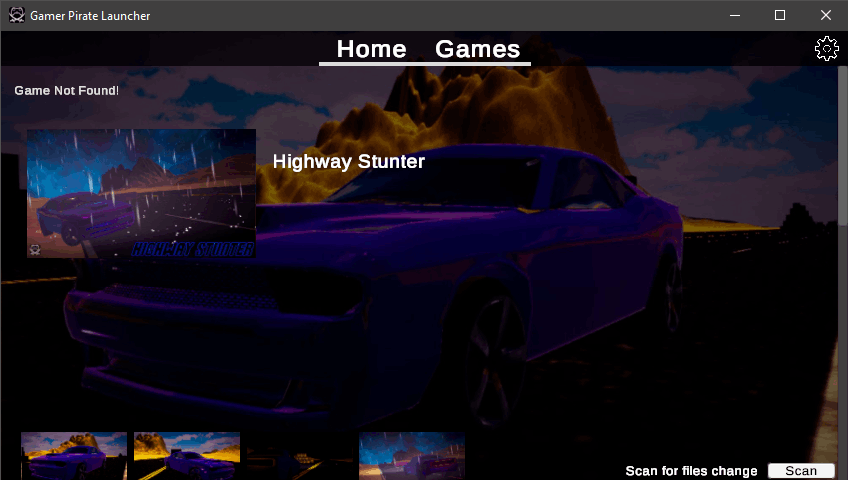 Gamer Pirate Launcher
Home Games
Game Not Found!
Highway Stunter
HIGHWAY STUNTER
Scan for files change Scan